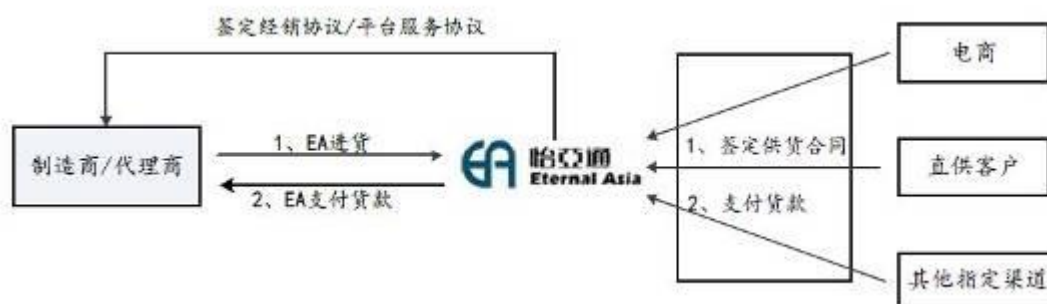 签定经销协议/平台服务协议
电商
制造商/代理商
1、EA进货
2、EA支付货款
EA 怡亞通
Eternal Asia
1、签定供货合同
2、支付货款
直供客户
其他指定渠道